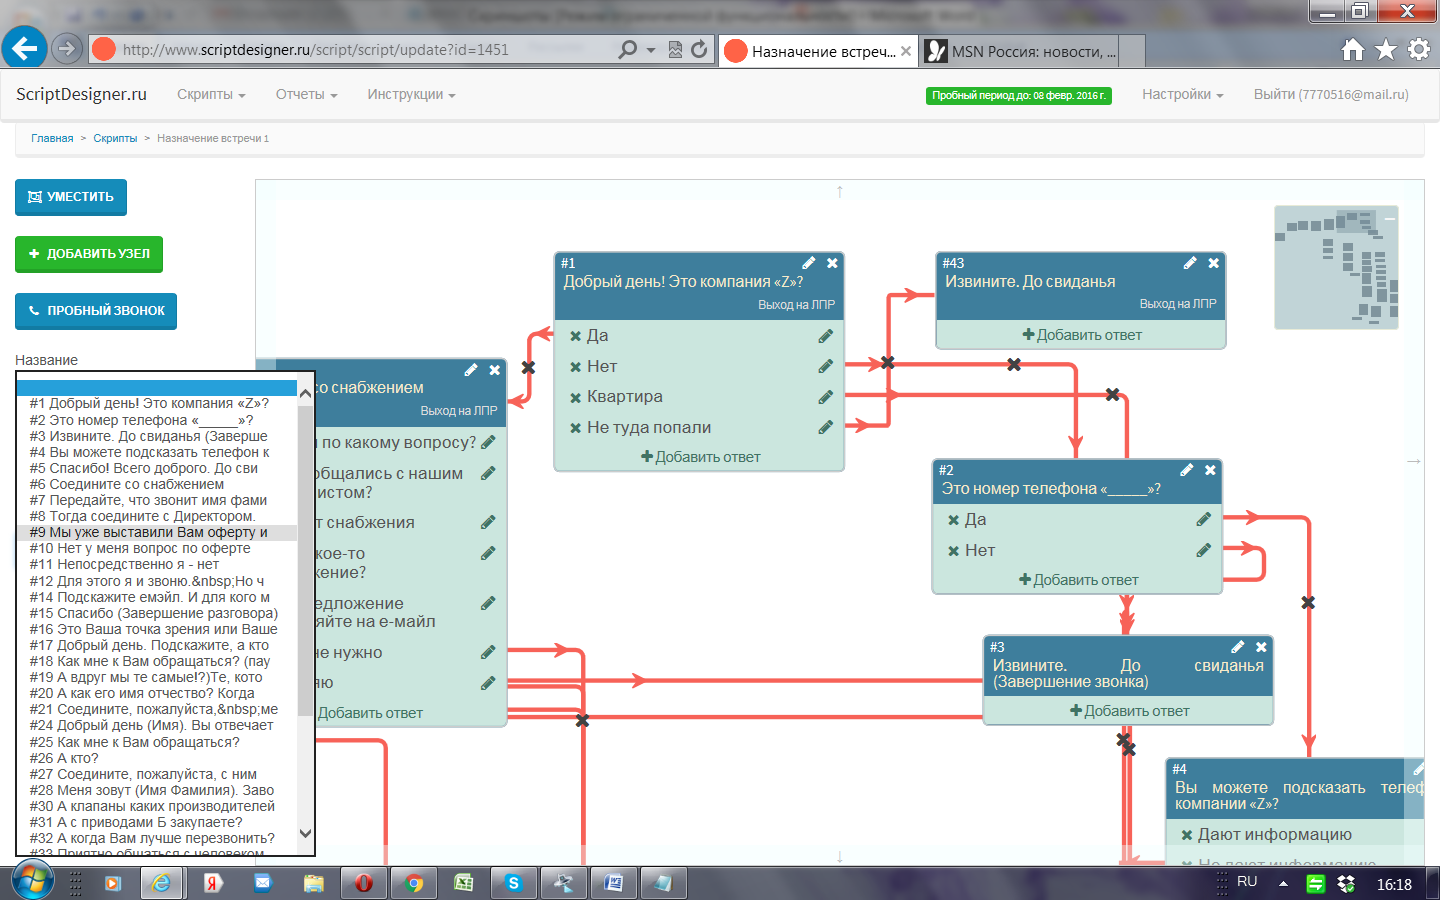 http://www.scriptdesigner.ru/script/script/update?id=1451
Назначение встреч...
MSN Россия: новости, ...
ScriptDesigner.ru
Скрипты
Отчеты
Инструкции
Пробный период до: 08 февр. 2016 г.
Настройки
Выйти (7770516@mail.ru)
Главная > Скрипты > Назначение встречи 1
УМЕСТИТЬ
ДОБАВИТЬ УЗЕЛ
ПРОБНЫЙ ЗВОНОК
Название
#1 Добрый день! Это компания «Z»?
#2 Это номер телефона «_____»?
#3 Извините. До свиданья (Заверше
#4 Вы можете подсказать телефон к
#5 Спасибо! Всего доброго. До сви
#6 Соедините со снабжением
#7 Передайте, что звонит имя фами
#8 Тогда соедините с Директором.
#9 Мы уже выставили Вам оферту и
#10 Нет у меня вопрос по оферте
#11 Непосредственно я - нет
#12 Для этого я и звоню.&nbsp;Но ч
#14 Подскажите емэйл. И для кого м
#15 Спасибо (Завершение разговора)
#16 Это Ваша точка зрения или Ваше
#17 Добрый день. Подскажите, а кто
#18 Как мне к Вам обращаться? (пау
#19 А вдруг мы те самые!?)Те, кото
#20 А как его имя отчество? Когда
#21 Соедините, пожалуйста,&nbsp;ме
#24 Добрый день (Имя). Вы отвечает
#25 Как мне к Вам обращаться?
#26 А кто?
#27 Соедините, пожалуйста, с ним
#28 Меня зовут (Имя Фамилия). Заво
#30 А клапаны каких производителей
#31 А с приводами Б закупаете?
#32 А когда Вам лучше перезвонить?
#33 Приятно общаться с человеком
со снабжением
Выход на ЛПР
по какому вопросу?
общались с нашим
истом?
т снабжения
кое-то
жение?
едложение
яйте на е-майл
не нужно
яю
Добавить ответ
#1
Добрый день! Это компания «Z»?
Выход на ЛПР
Да
Нет
Квартира
Не туда попали
Добавить ответ
#43
Извините. До свиданья
Выход на ЛПР
Добавить ответ
#2
Это номер телефона «_____»?
Да
Нет
Добавить ответ
#3
Извините. До свиданья
(Завершение звонка)
Добавить ответ
#4
Вы можете подсказать телеф
компании «Z»?
Дают информацию
Не дают информацию
RU
16:18